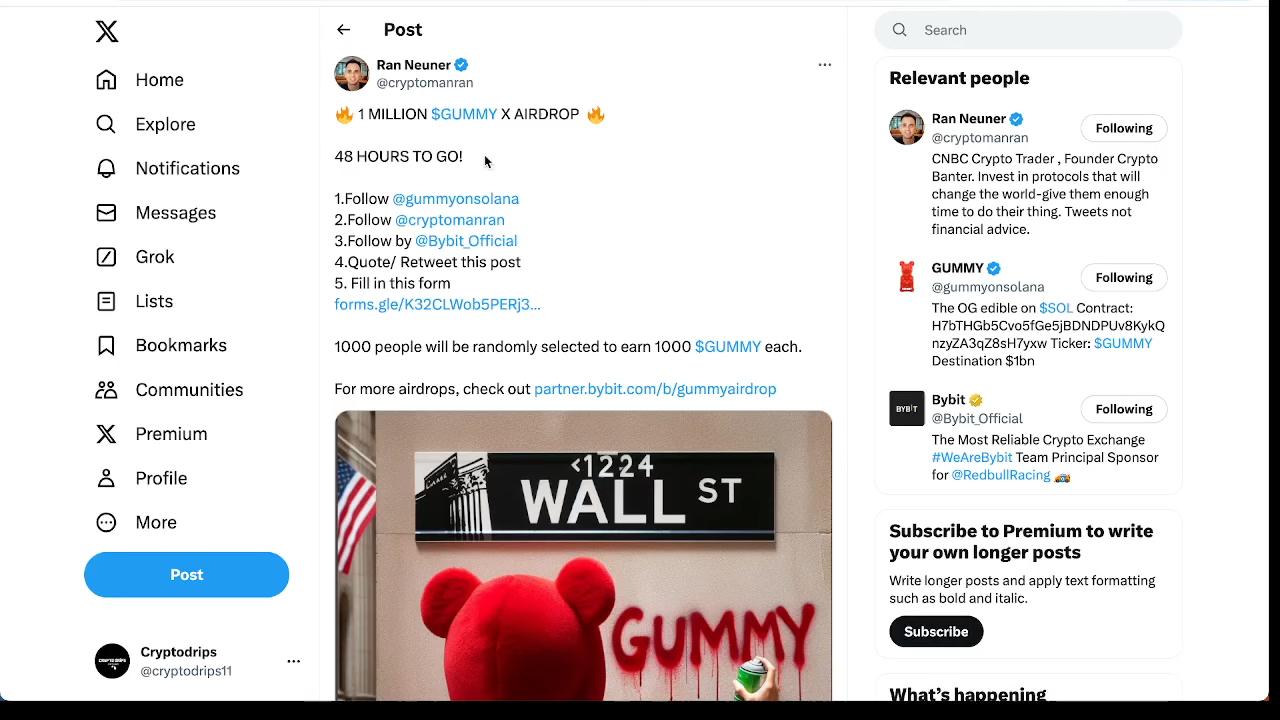 Home
Explore
Notifications
Messages
Grok
Lists
Bookmarks
Communities
Premium
Profile
More
Post
Cryptodrips
@cryptodrips11
Post
Ran Neuner
@cryptomanran
🔥 1 MILLION $GUMMY X AIRDROP 🔥
48 HOURS TO GO!
1.Follow @gummyonsolana
2.Follow @cryptomanran
3.Follow by @Bybit_Official
4.Quote/ Retweet this post
5. Fill in this form
forms.gle/K32CLWob5PERj3...
1000 people will be randomly selected to earn 1000 $GUMMY each.
For more airdrops, check out partner.bybit.com/b/gummyairdrop
<1224
WALL ST
GUMMY
Search
Relevant people
Ran Neuner
@cryptomanran
Following
CNBC Crypto Trader , Founder Crypto
Banter. Invest in protocols that will
change the world-give them enough
time to do their thing. Tweets not
financial advice.
GUMMY
@gummyonsolana
Following
The OG edible on $SOL Contract:
H7bTHGb5Cvo5fGe5jBDNDPUv8KykQ
nzyZA3qZ8sH7yxw Ticker: $GUMMY
Destination $1bn
BYBIT
Bybit
@Bybit_Official
Following
The Most Reliable Crypto Exchange
#WeAreBybit Team Principal Sponsor
for @RedbullRacing
Subscribe to Premium to write
your own longer posts
Write longer posts and apply text formatting
such as bold and italic.
Subscribe
What's happening